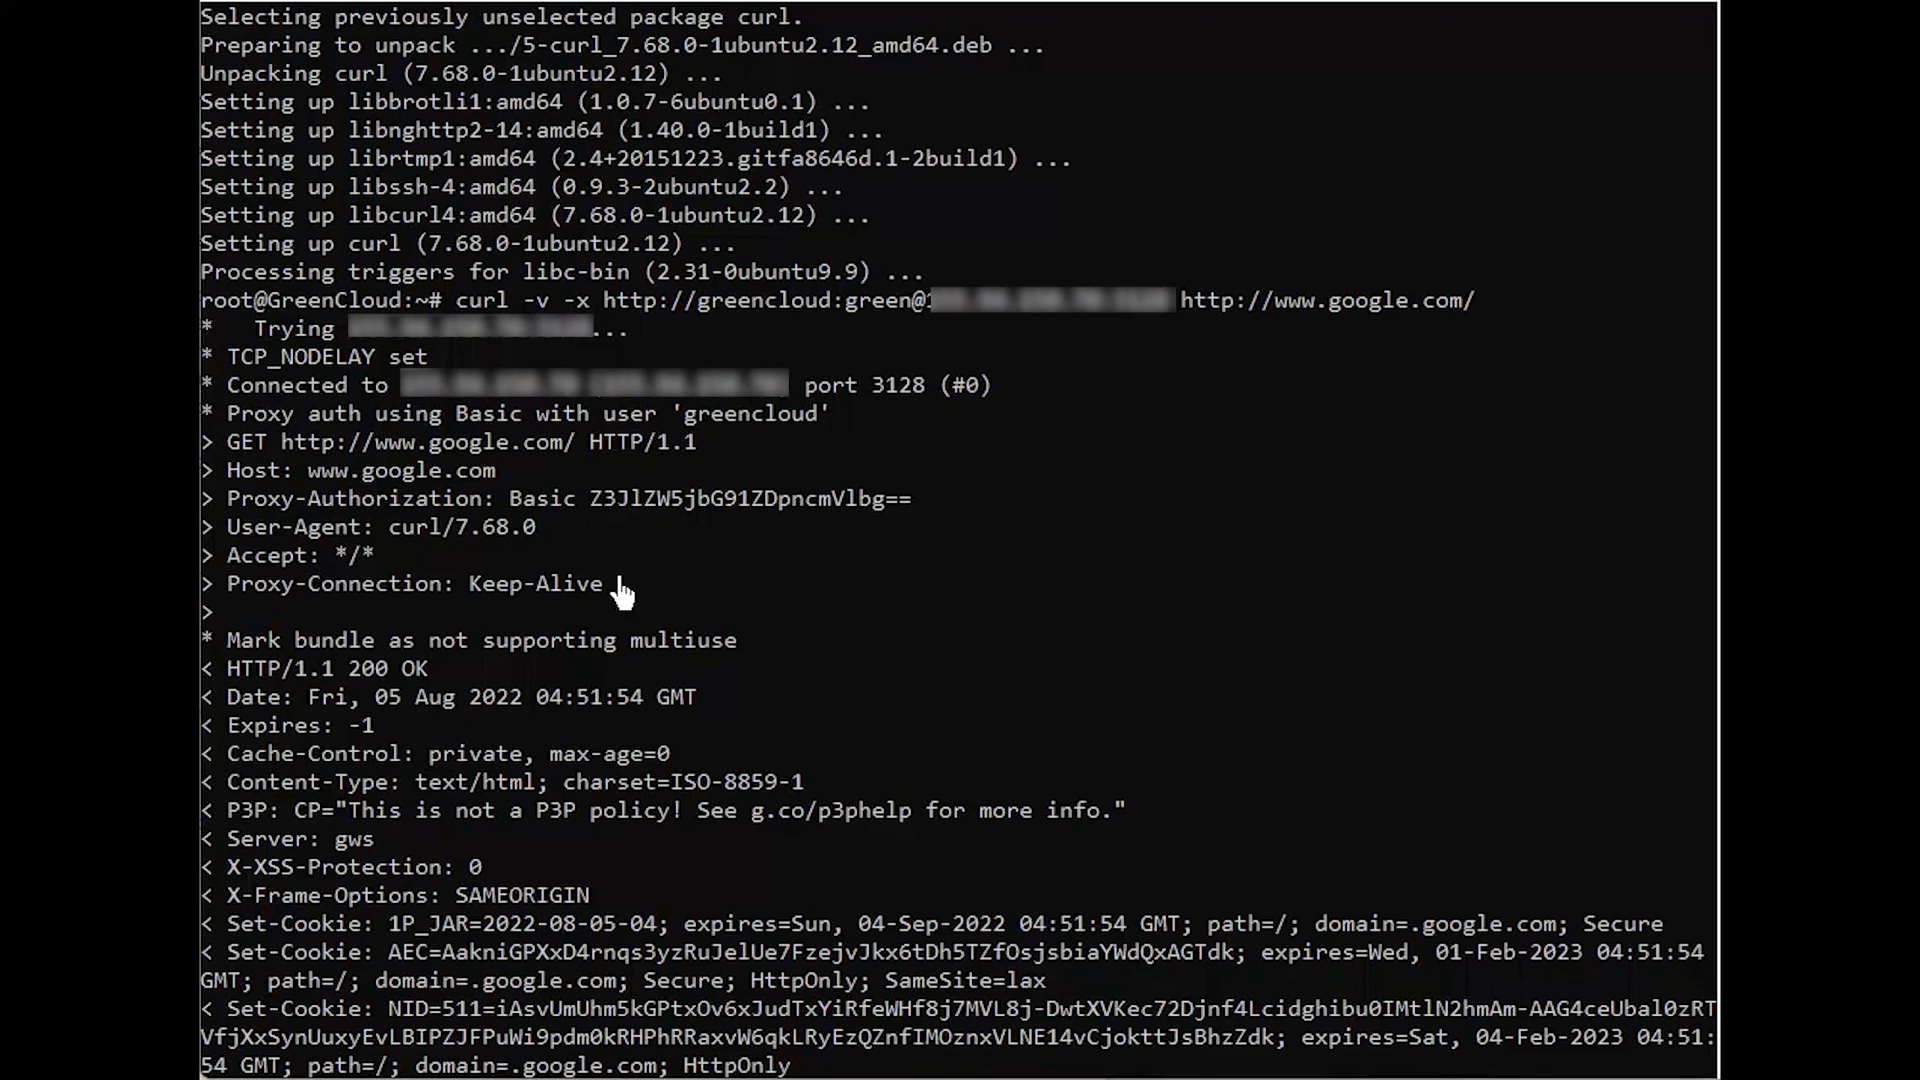 Selecting previously unselected package curl.
Preparing to unpack .../5-curl_7.68.0-1ubuntu2.12_amd64.deb ...
Unpacking curl (7.68.0-1ubuntu2.12) ...
Setting up libbrotli1:amd64 (1.0.7-6ubuntu0.1) ...
Setting up libnghttp2-14:amd64 (1.40.0-1build1) ...
Setting up librtmp1:amd64 (2.4+20151223.gitfa8646d.1-2build1) ...
Setting up libssh-4:amd64 (0.9.3-2ubuntu2.2) ...
Setting up libcurl4:amd64 (7.68.0-1ubuntu2.12) ...
Setting up curl (7.68.0-1ubuntu2.12) ...
Processing triggers for libc-bin (2.31-0ubuntu9.9) ...
root@GreenCloud:~# curl -v -x http://greencloud:green@ http://www.google.com/
* Trying ...
* TCP_NODELAY set
* Connected to port 3128 (#0)
* Proxy auth using Basic with user 'greencloud'
> GET http://www.google.com/ HTTP/1.1
> Host: www.google.com
> Proxy-Authorization: Basic Z3JlZW5jbG91ZDpncmVlbg==
> User-Agent: curl/7.68.0
> Accept: */*
> Proxy-Connection: Keep-Alive
>
* Mark bundle as not supporting multiuse
< HTTP/1.1 200 OK
< Date: Fri, 05 Aug 2022 04:51:54 GMT
< Expires: -1
< Cache-Control: private, max-age=0
< Content-Type: text/html; charset=ISO-8859-1
< P3P: CP="This is not a P3P policy! See g.co/p3phelp for more info."
< Server: gws
< X-XSS-Protection: 0
< X-Frame-Options: SAMEORIGIN
< Set-Cookie: 1P_JAR=2022-08-05-04; expires=Sun, 04-Sep-2022 04:51:54 GMT; path=/; domain=.google.com; Secure
< Set-Cookie: AEC=AakniGPXxD4rnqs3yzRuJelUe7FzejvJkx6tDh5TZfOsjsbiaYWdQxAGTdk; expires=Wed, 01-Feb-2023 04:51:54
GMT; path=/; domain=.google.com; Secure; HttpOnly; SameSite=lax
< Set-Cookie: NID=511=iAsvUmUhm5kGPtxOv6xJudTxYiRfeWHf8j7MVL8j-DwtXVKec72Djnf4Lcidghibu0IMtlN2hmAm-AAG4ceUbal0zRT
VfjXxSynUuxyEvLBIPZJFPuWi9pdm0kRHPhRRaxvW6qkLRyEzQZnfIMOznxVLNE14vCjokttJsBhzZdk; expires=Sat, 04-Feb-2023 04:51:
54 GMT; path=/; domain=.google.com; HttpOnly